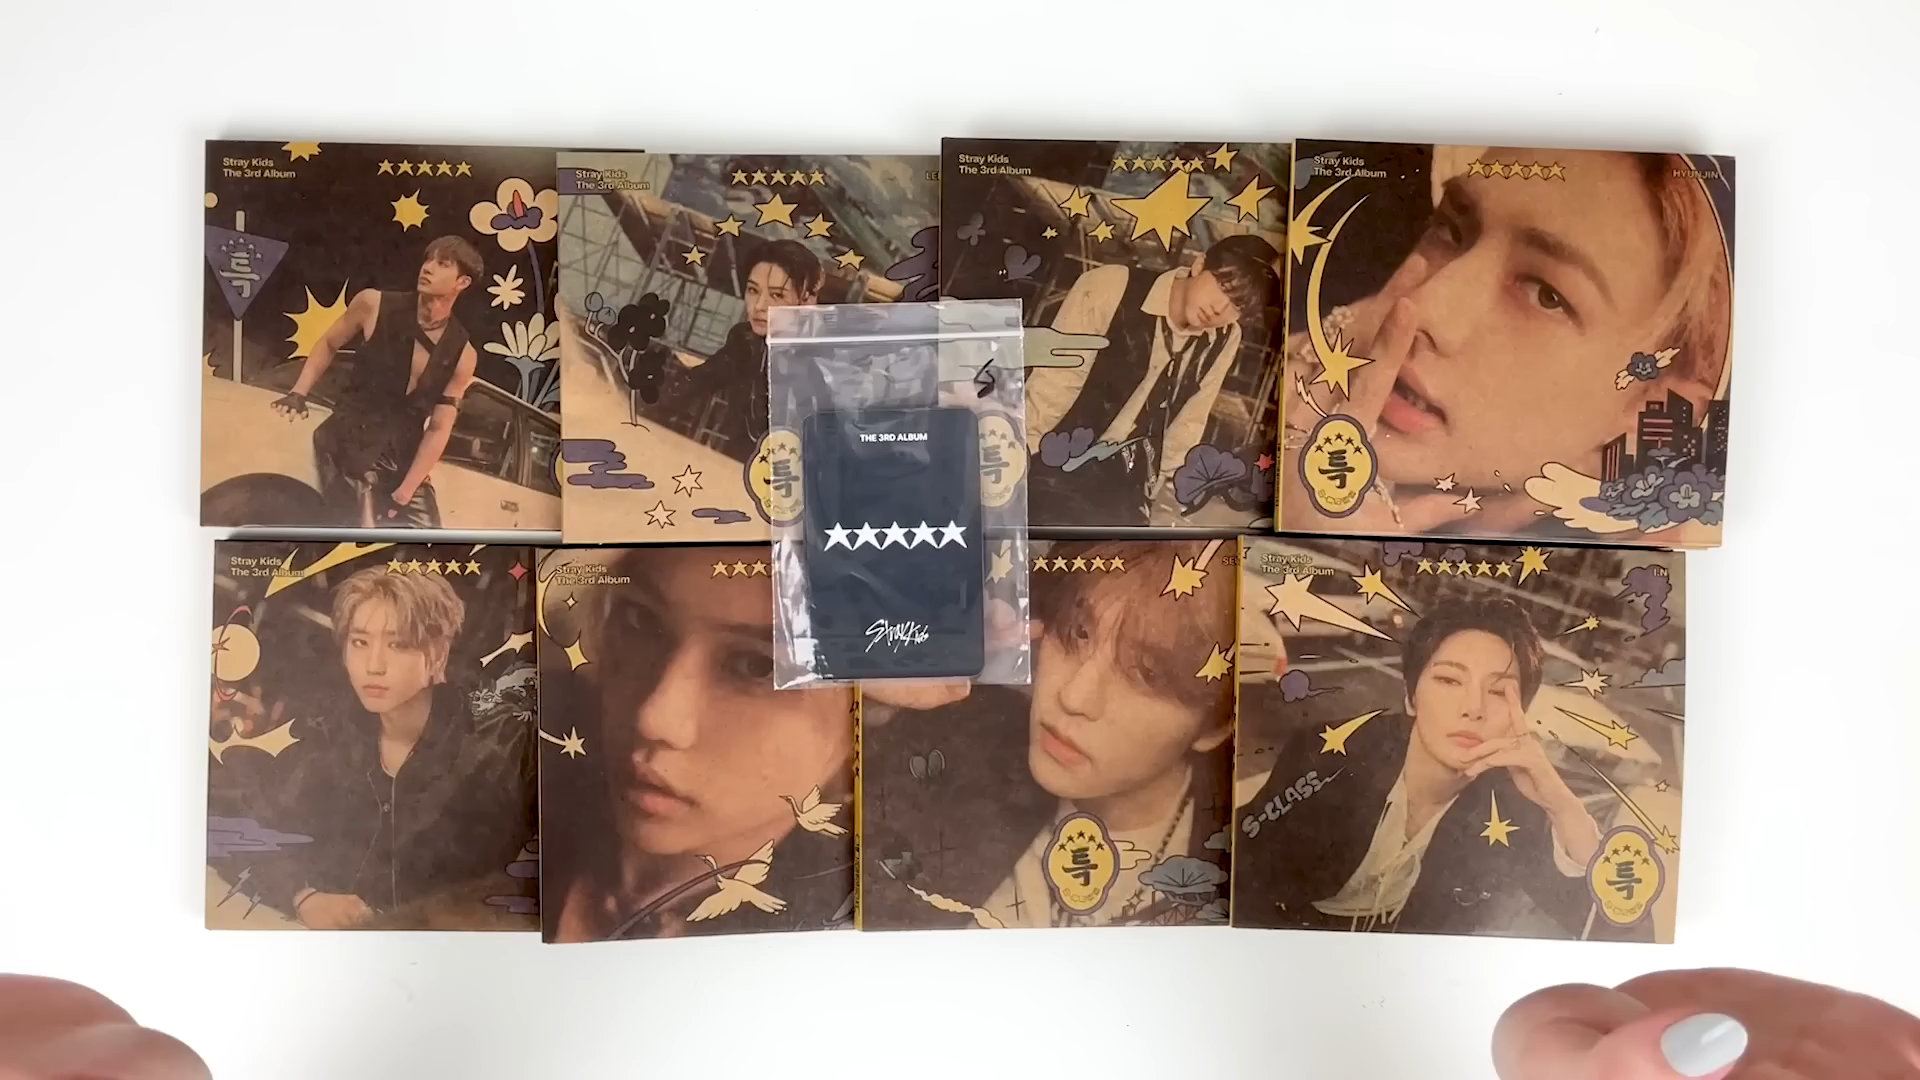 Stray Kids
The 3rd Album
★★★★★
특
Stray Kids
The 3rd Album
★★★★★
특
Stray Kids
The 3rd Album
★★★★★
특
Stray Kids
The 3rd Album
★★★★★
HYUNJIN
특
S
THE 3RD ALBUM
★★★★★
Stray Kids
Stray Kids
The 3rd Album
★★★★★
Stray Kids
The 3rd Album
★★★
★★★★★
특
Stray Kids
The 3rd Album
★★★★★
I.N
S-CLASS
특